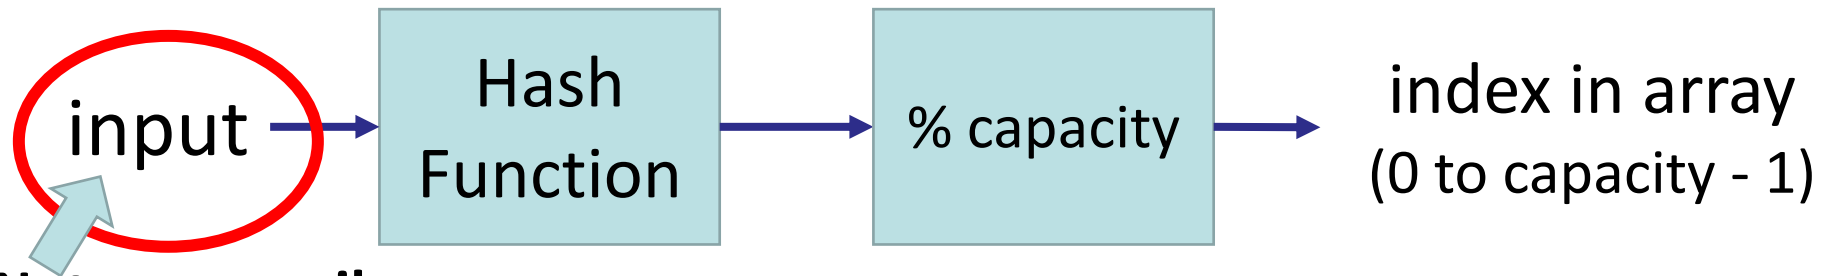 input
Hash
Function
% capacity
index in array
(0 to capacity - 1)